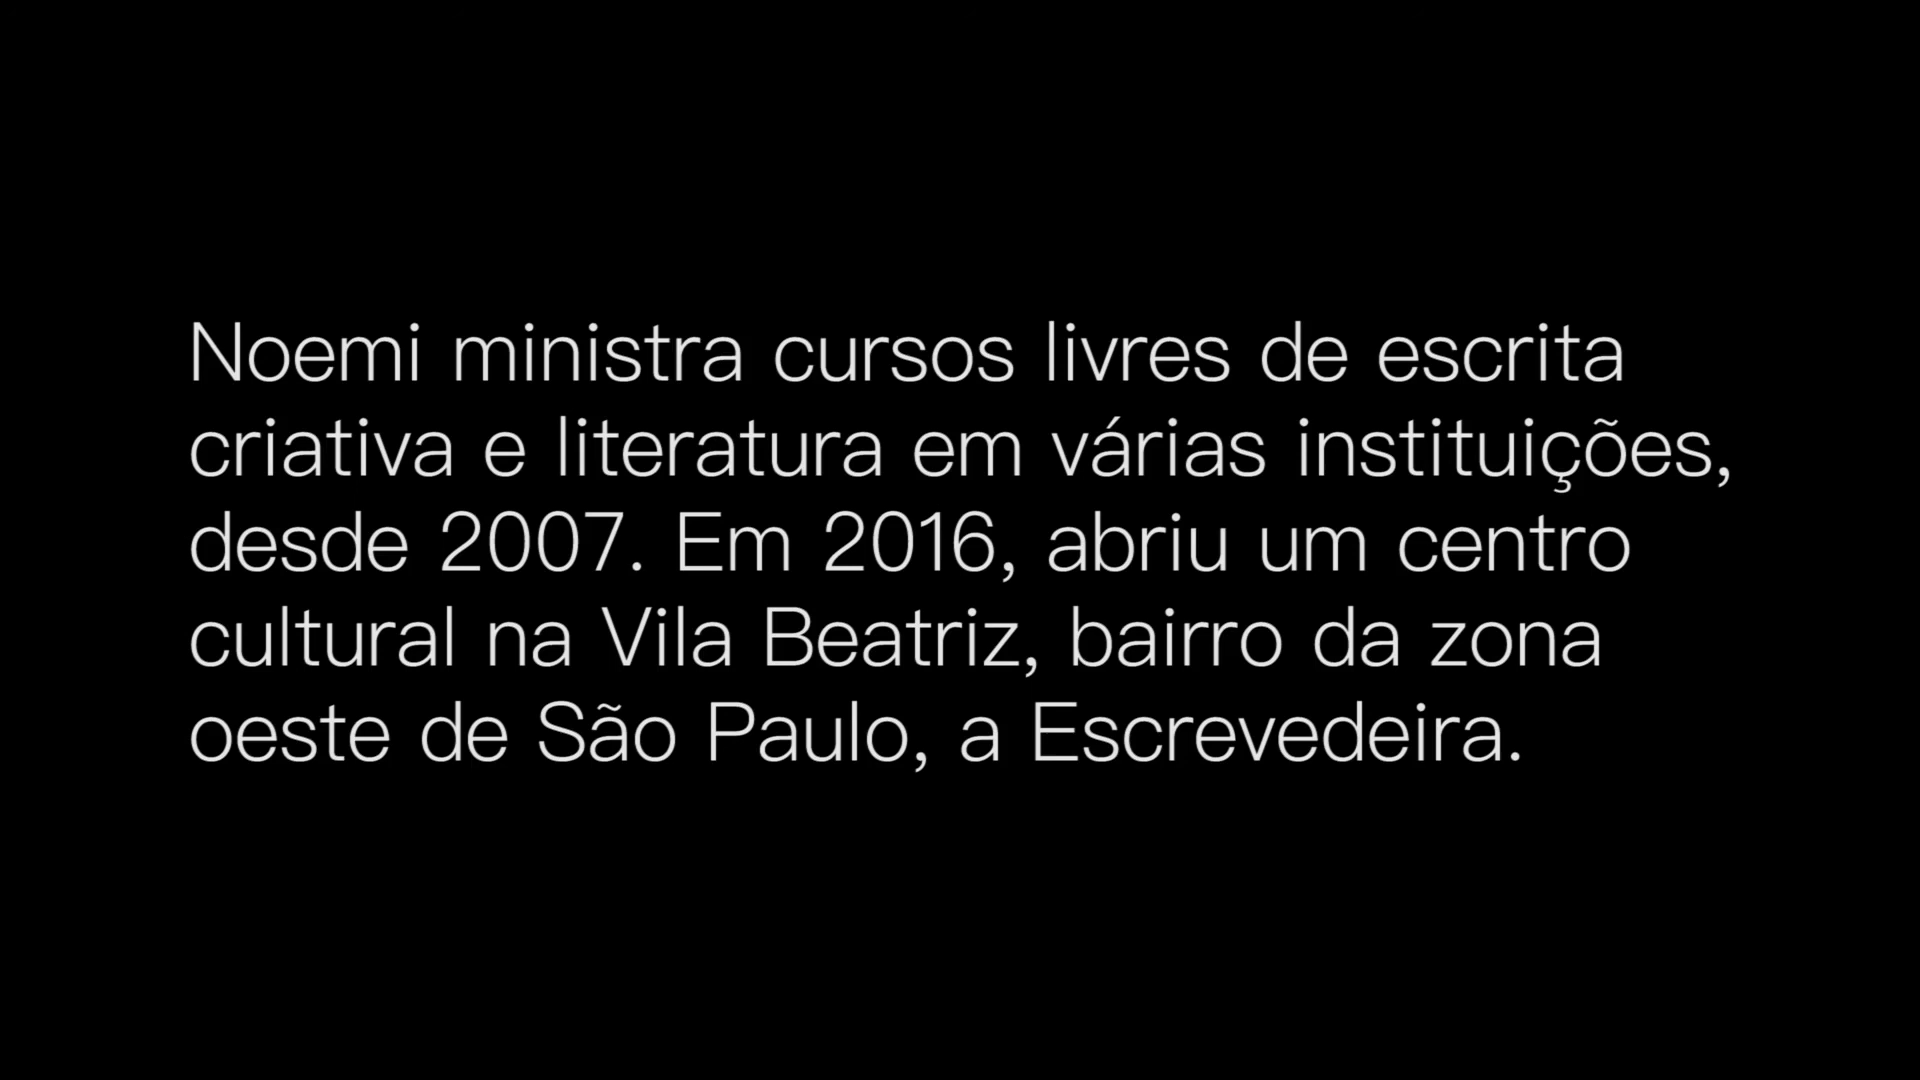 Noemi ministra cursos livres de escrita
criativa e literatura em várias instituições,
desde 2007. Em 2016, abriu um centro
cultural na Vila Beatriz, bairro da zona
oeste de São Paulo, a Escrevedeira.